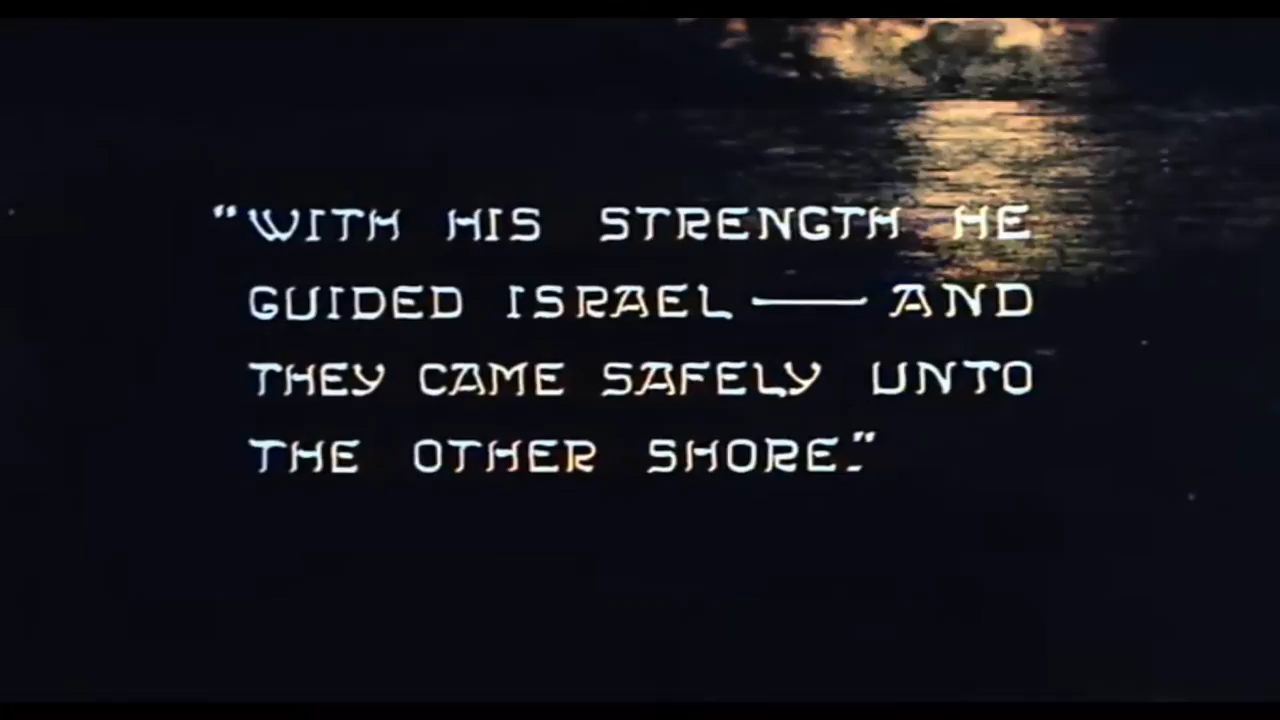 "WITH HIS STRENGTH HE
GUIDED ISRAEL — AND
THEY CAME SAFELY UNTO
THE OTHER SHORE."